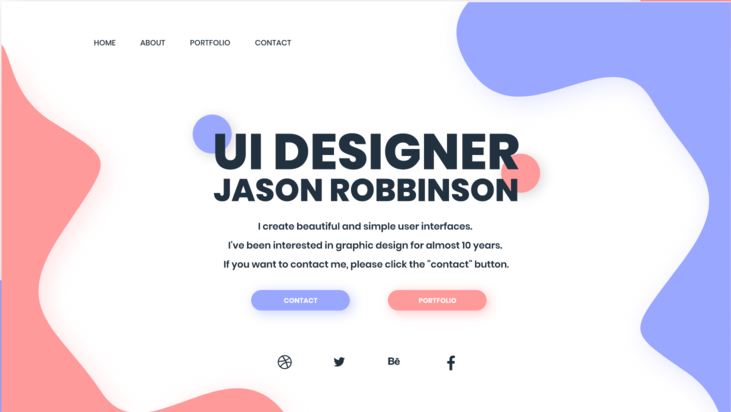 HOME ABOUT PORTFOLIO CONTACT
UI DESIGNER
JASON ROBBINSON
I create beautiful and simple user interfaces.
I've been interested in graphic design for almost 10 years.
If you want to contact me, please click the "contact" button.
CONTACT PORTFOLIO
Bē